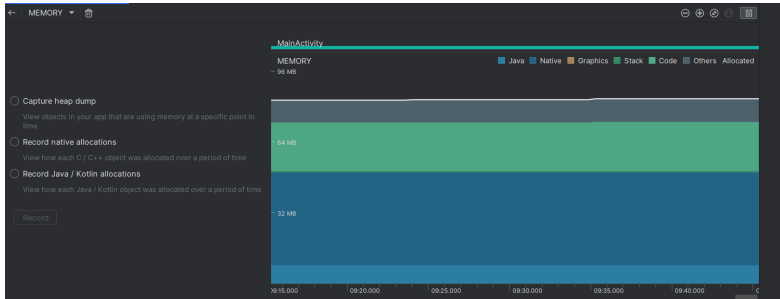 MEMORY
MainActivity
MEMORY
Java Native Graphics Stack Code Others Allocated
96 MB
Capture heap dump
View objects in your app that are using memory at a specific point in
time
Record native allocations
View how each C / C++ object was allocated over a period of time
64 MB
Record Java / Kotlin allocations
View how each Java / Kotlin object was allocated over a period of time
Record
32 MB
09:15.000 09:20.000 09:25.000 09:30.000 09:35.000 09:40.000